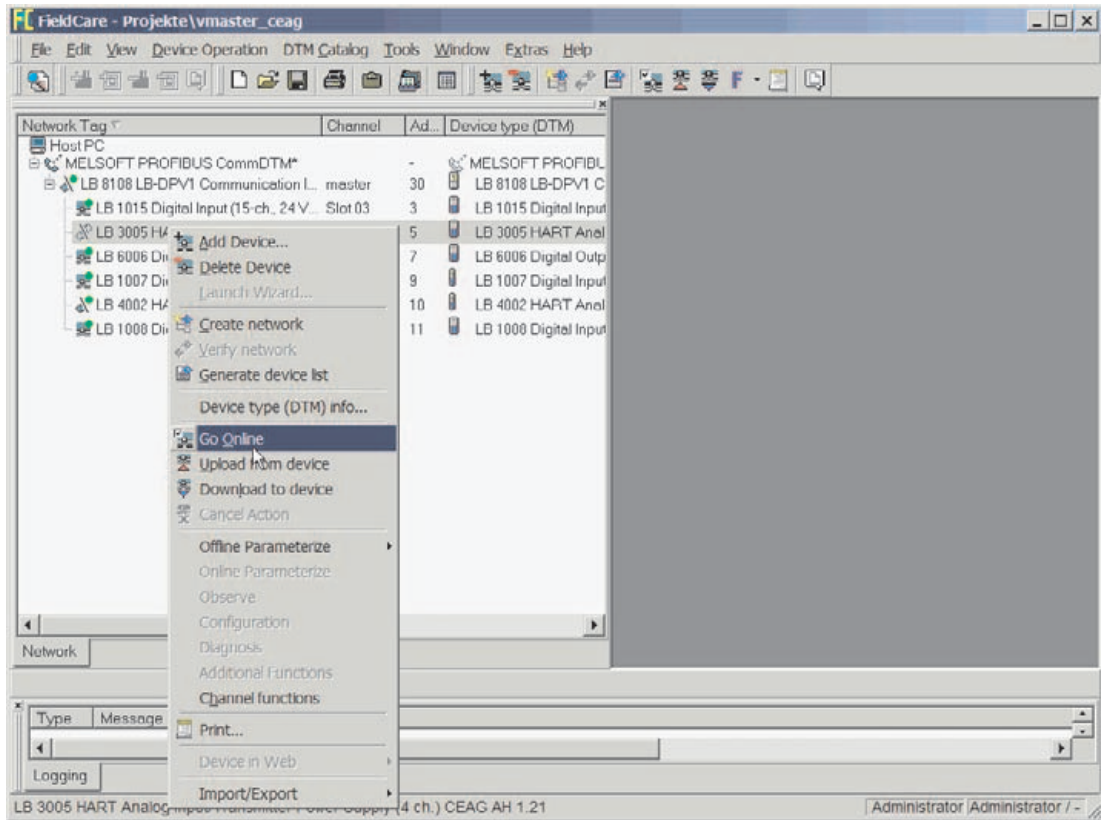 FieldCare - Projekte\vmaster_ceag
File Edit View Device Operation DTM Catalog Tools Window Extras Help
F
Network Tag Channel Ad... Device type (DTM)
Host PC
MELSOFT PROFIBUS CommDTM* - MELSOFT PROFIBL
LB 8108 LB-DPV1 Communication I... master 30 LB 8108 LB-DPV1 C
LB 1015 Digital Input (15-ch., 24 V... Slot 03 3 LB 1015 Digital Input
LB 3005 HA 5 LB 3005 HART Anal
LB 6006 Di 7 LB 6006 Digital Outp
LB 1007 Di 9 LB 1007 Digital Input
LB 4002 HA 10 LB 4002 HART Anal
LB 1008 Di 11 LB 1008 Digital Input
Add Device...
Delete Device
Launch Wizard...
Create network
Verify network
Generate device list
Device type (DTM) info...
Go Online
Upload from device
Download to device
Cancel Action
Offline Parameterize
Online Parameterize
Observe
Configuration
Diagnosis
Additional Functions
Channel functions
Print...
Device in Web
Import/Export
Network
Type Message
Logging
LB 3005 HART Analog (4 ch.) CEAG AH 1.21
Administrator Administrator / -